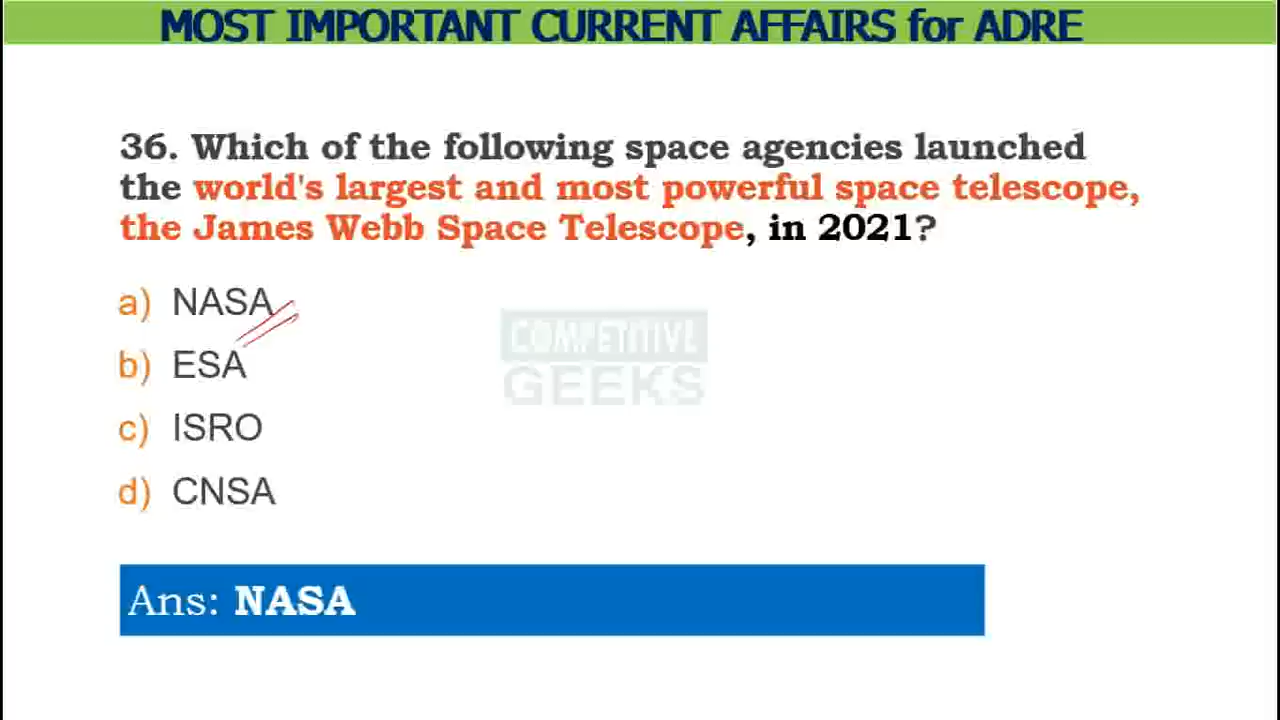 MOST IMPORTANT CURRENT AFFAIRS for ADRE
36. Which of the following space agencies launched
the world's largest and most powerful space telescope,
the James Webb Space Telescope, in 2021?
a) NASA
b) ESA
COMPETITIVE
GEEKS
c) ISRO
d) CNSA
Ans: NASA